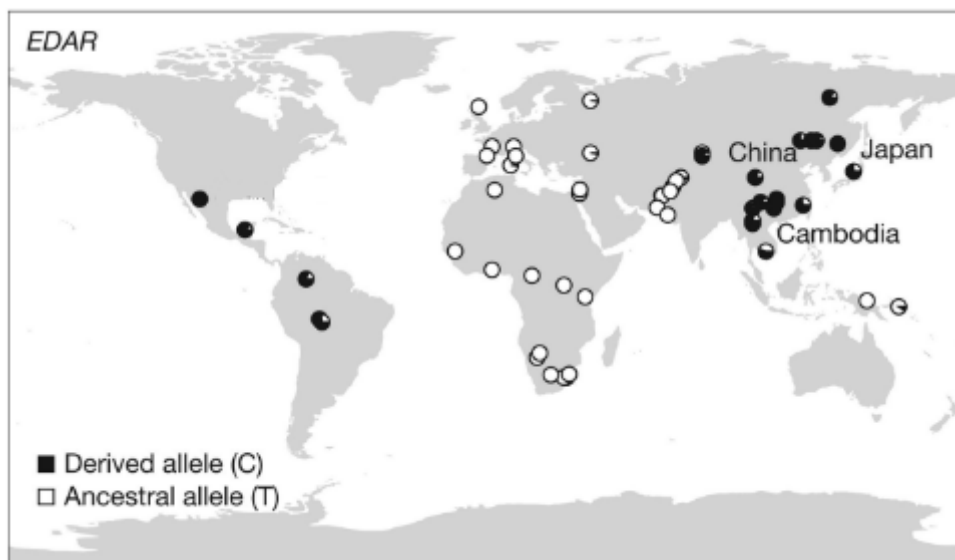 EDAR
China
Japan
Cambodia
Derived allele (C)
Ancestral allele (T)